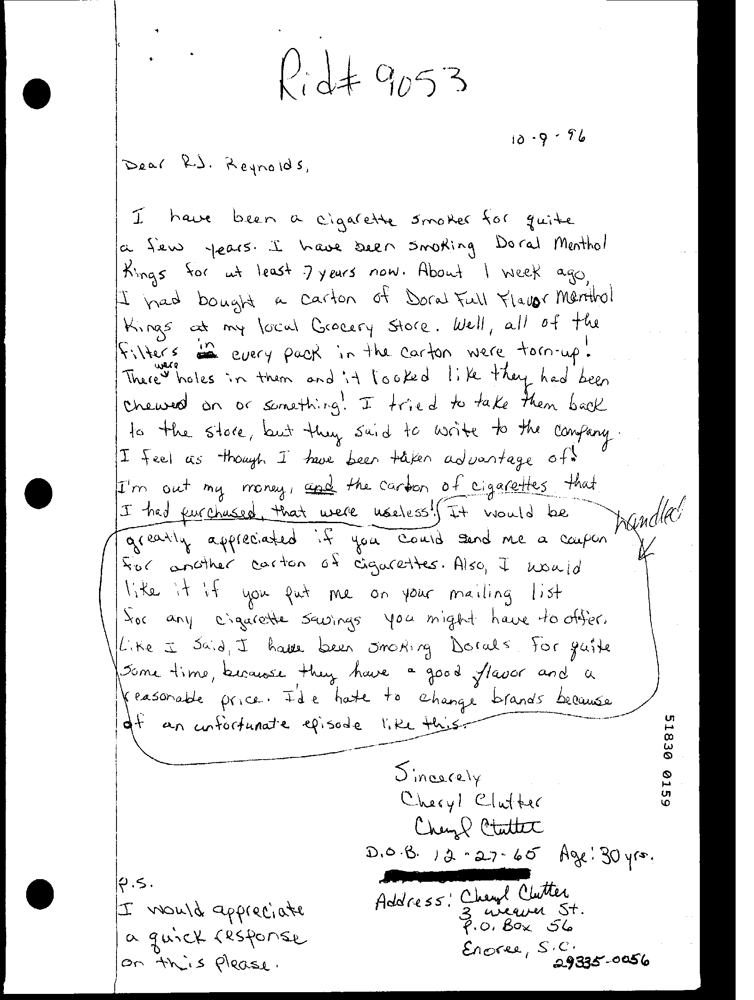 Rid# 9053
10-9-96
Dear R.J. Reynolds,
I have been a cigarette smoker for quite
a few years. I have been smoking Doral Menthol
Kings for at least 7 years now. About 1 week ago,
I had bought a carton of Doral Full Flavor Menthol
Kings at my local Grocery Store. Well, all of the
filters in every pack in the carton were torn-up!
There were holes in them and it looked like they had been
chewed on or something! I tried to take them back
to the store, but they said to write to the company.
I feel as though I have been taken advantage of!
I'm out my money, and the carton of cigarettes that
I had purchased, that were useless! It would be
handled
greatly appreciated if you could send me a coupon
for another carton of cigarettes. Also, I would
like it if you put me on your mailing list
for any cigarette savings you might have to offer.
Like I said, I have been smoking Dorals for quite
some time, because they have a good flavor and a
reasonable price. I'de hate to change brands because
of an unfortunate episode like this.
51830 0159
Sincerely
Cheryl Clutter
Cheryl Clutter
D.O.B. 12-27-65 Age: 30 yrs.
Address: Cheryl Clutter
3 weaver St.
P.O. Box 56
Enoree, S.C.
29335-0056
P.S.
I would appreciate
a quick response
on this please.